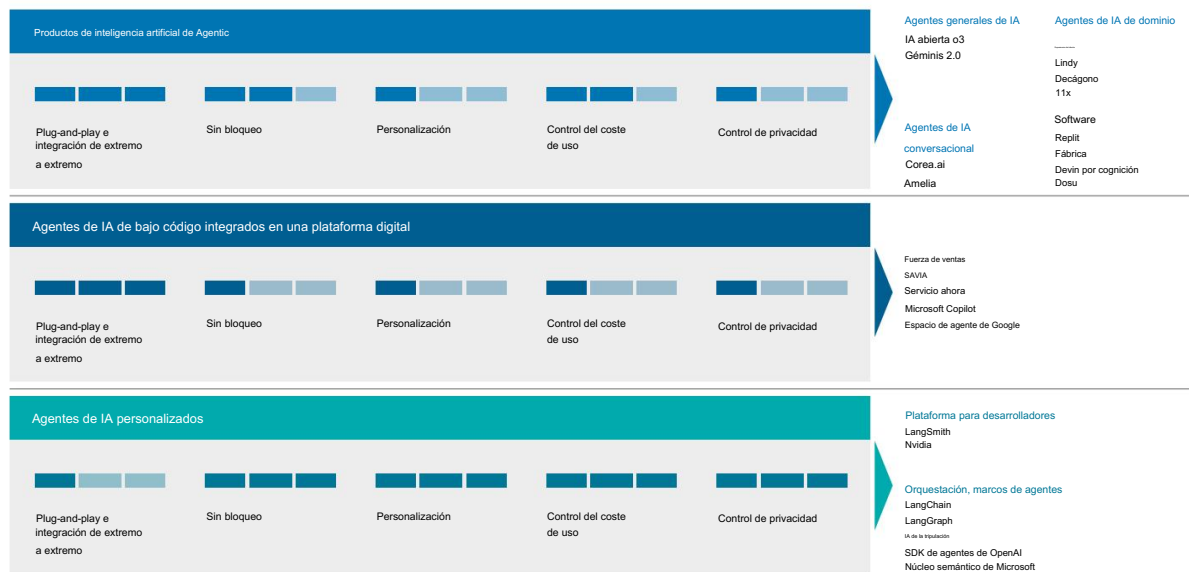 Productos de inteligencia artificial de Agentic
Plug-and-play e
integración de extremo
a extremo
Sin bloqueo
Personalización
Control del coste
de uso
Control de privacidad
Agentes generales de IA
IA abierta o3
Géminis 2.0
Agentes de IA
conversacional
Corea.ai
Amelia
Agentes de IA de dominio
Lindy
Decágono
11x
Software
Replit
Fábrica
Devin por cognición
Dosu
Agentes de IA de bajo código integrados en una plataforma digital
Plug-and-play e
integración de extremo
a extremo
Sin bloqueo
Personalización
Control del coste
de uso
Control de privacidad
Fuerza de ventas
SAVIA
Servicio ahora
Microsoft Copilot
Espacio de agente de Google
Agentes de IA personalizados
Plug-and-play e
integración de extremo
a extremo
Sin bloqueo
Personalización
Control del coste
de uso
Control de privacidad
Plataforma para desarrolladores
LangSmith
Nvidia
Orquestación, marcos de agentes
LangChain
LangGraph
IA de la tripulación
SDK de agentes de OpenAI
Núcleo semántico de Microsoft